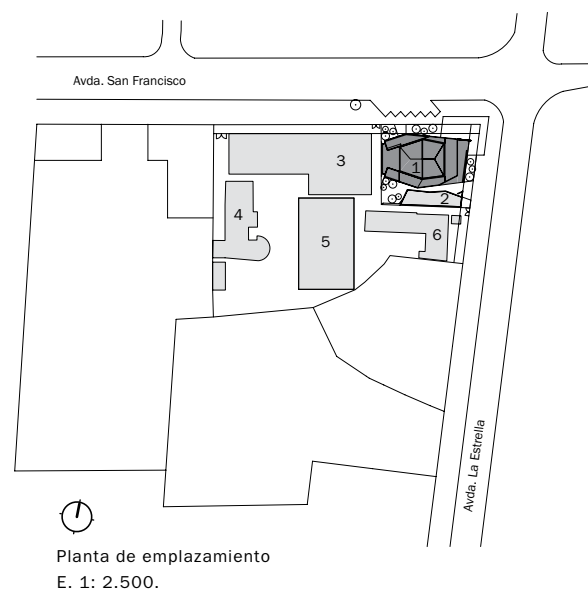 Avda. San Francisco
1
3
2
4
5
6
Avda. La Estrella
Planta de emplazamiento
E. 1: 2.500.